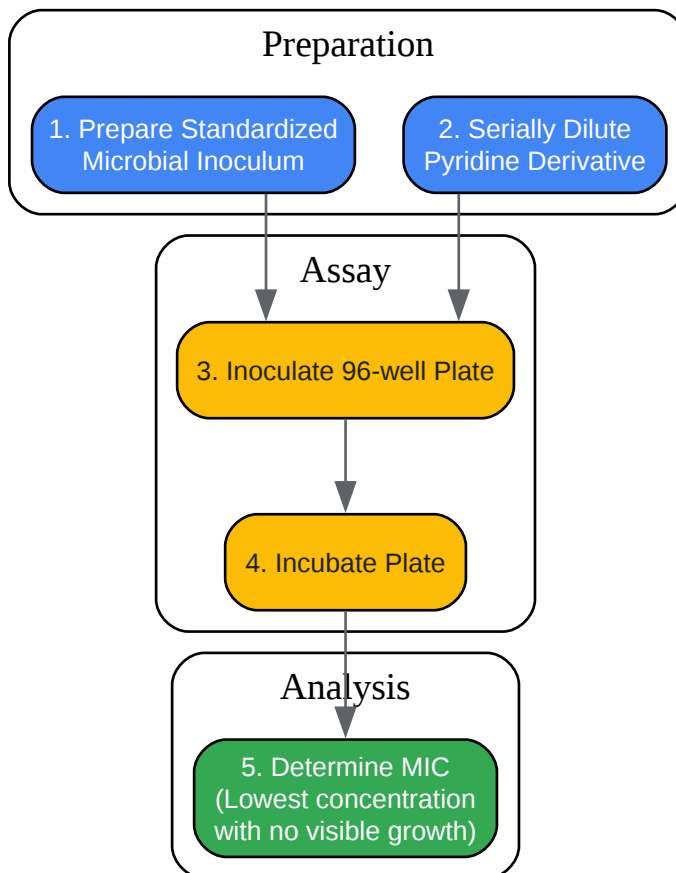 Preparation
1. Prepare Standardized
Microbial Inoculum
2. Serially Dilute
Pyridine Derivative
Assay
3. Inoculate 96-well Plate
4. Incubate Plate
Analysis
5. Determine MIC
(Lowest concentration
with no visible growth)